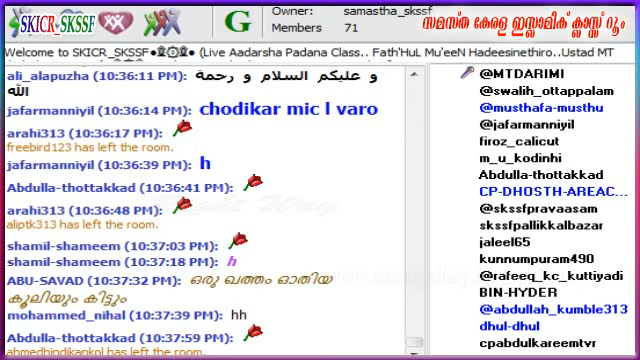 SKICR_SKSSF
G
Owner: samastha_skssf
Members 71
സമസ്ത കേരള ഇസ്ലാമിക് ക്ലാസ്സ് റൂം
Welcome to SKICR_SKSSF (Live Aadarsha Padana Class.. Fath'HuL Mu'eeN Hadeesinethiro..Ustad MT
ali_alapuzha (10:36:11 PM): و عليكم السلام و رحمة
الله
jafarmanniyil (10:36:14 PM): chodikar mic l varo
arahi313 (10:36:17 PM):
freebird123 has left the room.
jafarmanniyil (10:36:39 PM): h
Abdulla-thottakkad (10:36:41 PM):
arahi313 (10:36:48 PM):
aliptk313 has left the room.
shamil-shameem (10:37:03 PM):
shamil-shameem (10:37:18 PM): h
ABU-SAVAD (10:37:32 PM): ഒരു ഖത്തം ഓതിയ
കൂലിയും കിട്ടും
mohammed_nihal (10:37:39 PM): hh
Abdulla-thottakkad (10:37:59 PM):
ahmedhindikankol has left the room.
@MTDARIMI
@swalih_ottappalam
@musthafa-musthu
@jafarmanniyil
firoz_calicut
m_u_kodinhi
Abdulla-thottakkad
CP-DHOSTH-AREAC...
@skssfpravaasam
skssfpallikkalbazar
jaleel65
kunnumpuram490
@rafeeq_kc_kuttiyadi
BIN-HYDER
@abdullah_kumble313
dhul-dhul
cpabdulkareemtvr